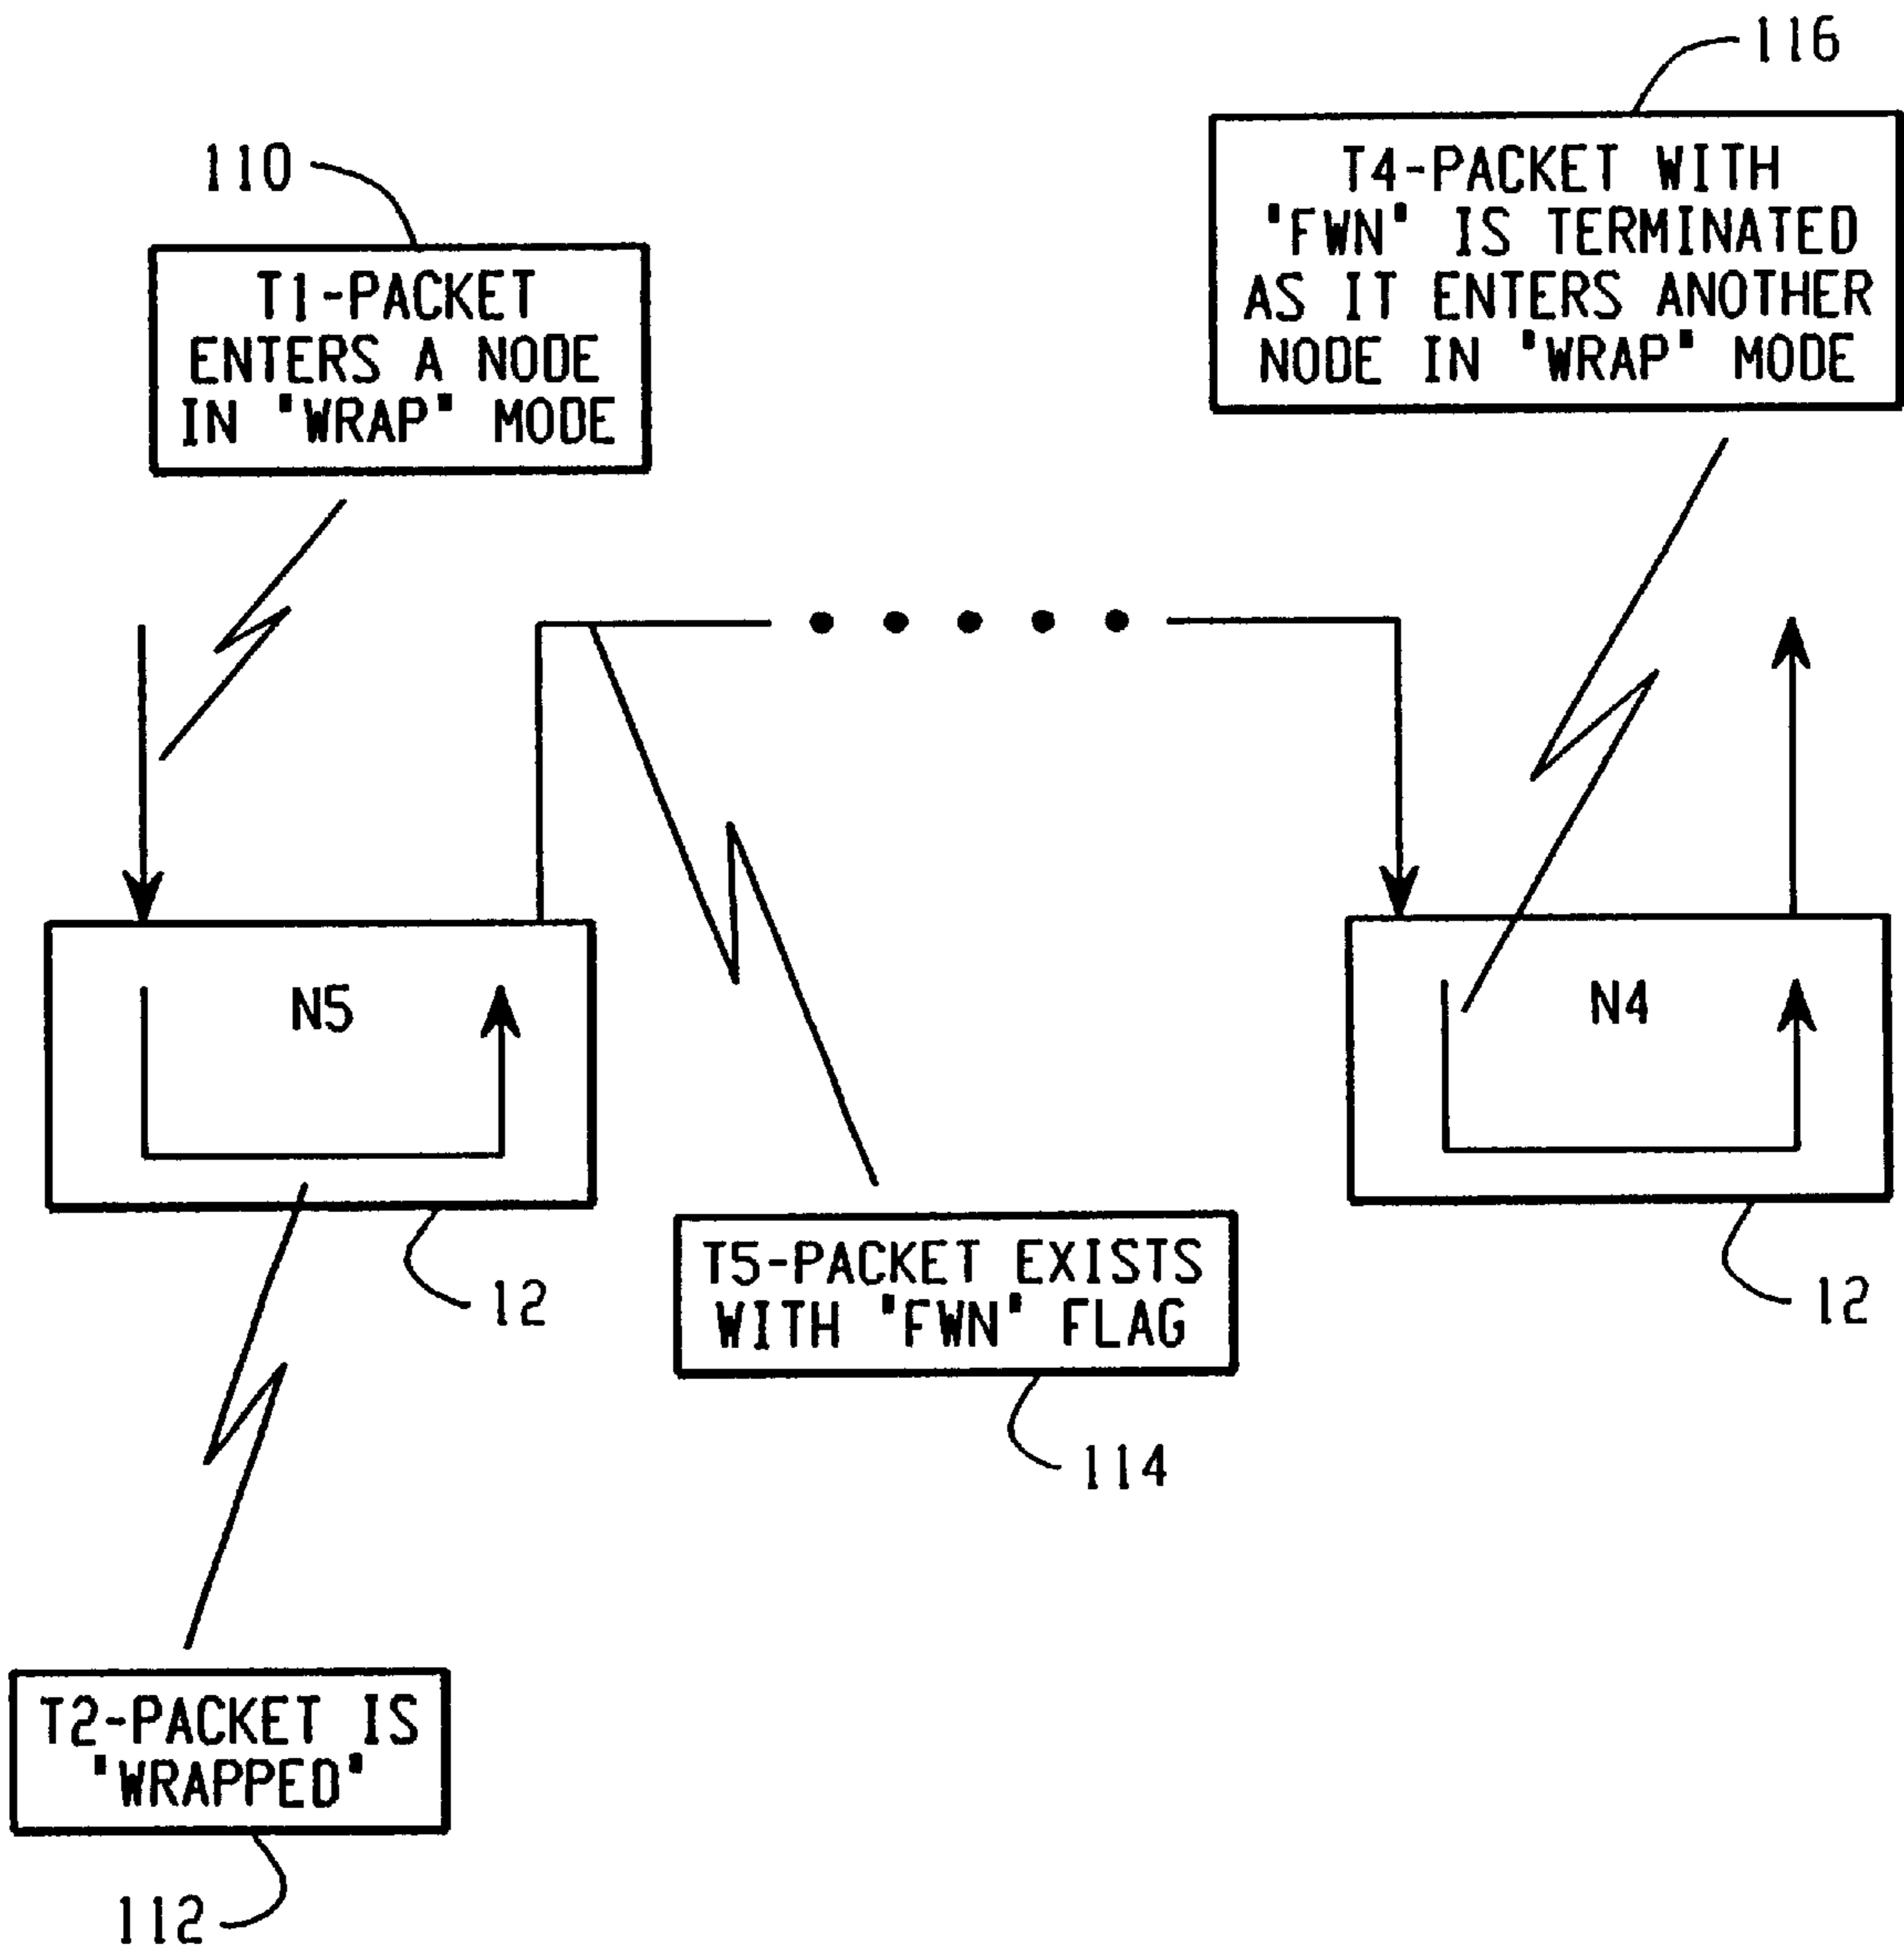 116
110
T4-PACKET WITH
"FWN" IS TERMINATED
AS IT ENTERS ANOTHER
NODE IN "WRAP" MODE
T1-PACKET
ENTERS A NODE
IN "WRAP" MODE
N5
N4
T5-PACKET EXISTS
WITH "FWN" FLAG
12
12
114
T2-PACKET IS
"WRAPPED"
112